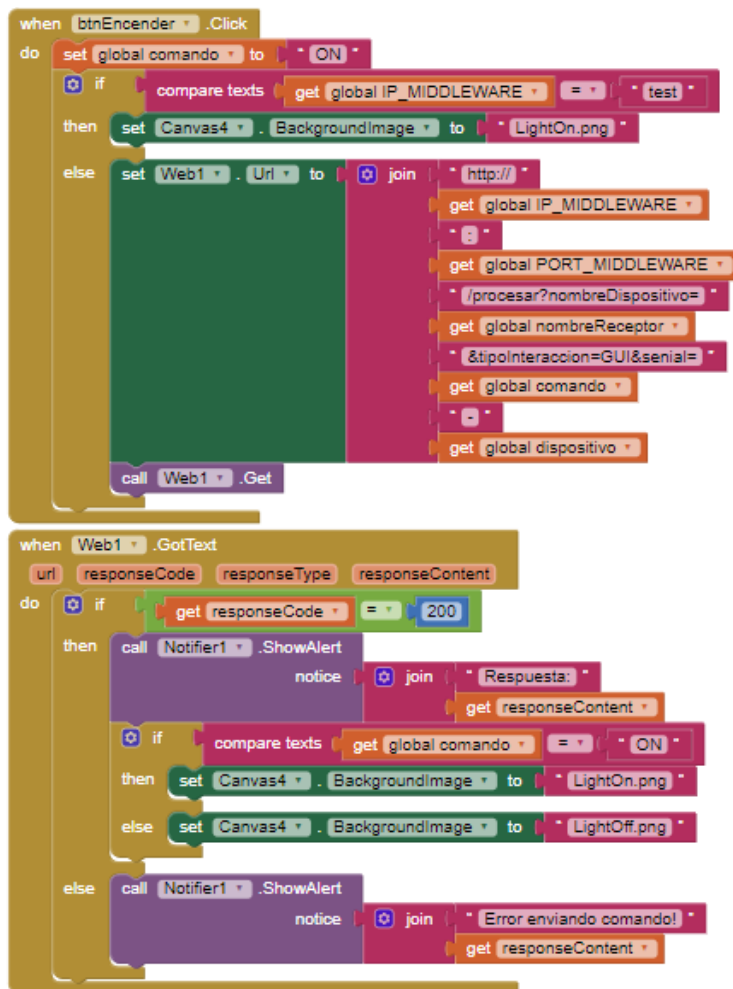 when btnEncender .Click
do set global comando to " ON "
if compare texts get global IP_MIDDLEWARE = " test "
then set Canvas4 . BackgroundImage to " LightOn.png "
else set Web1 . Url to join " http:// "
get global IP_MIDDLEWARE
" : "
get global PORT_MIDDLEWARE
" /procesar?nombreDispositivo= "
get global nombreReceptor
" &tipoInteraccion=GUI&senial= "
get global comando
" - "
get global dispositivo
call Web1 .Get
when Web1 .GotText
url responseCode responseType responseContent
do if get responseCode = 200
then call Notifier1 .ShowAlert
notice join " Respuesta: "
get responseContent
if compare texts get global comando = " ON "
then set Canvas4 . BackgroundImage to " LightOn.png "
else set Canvas4 . BackgroundImage to " LightOff.png "
else call Notifier1 .ShowAlert
notice join " Error enviando comando! "
get responseContent